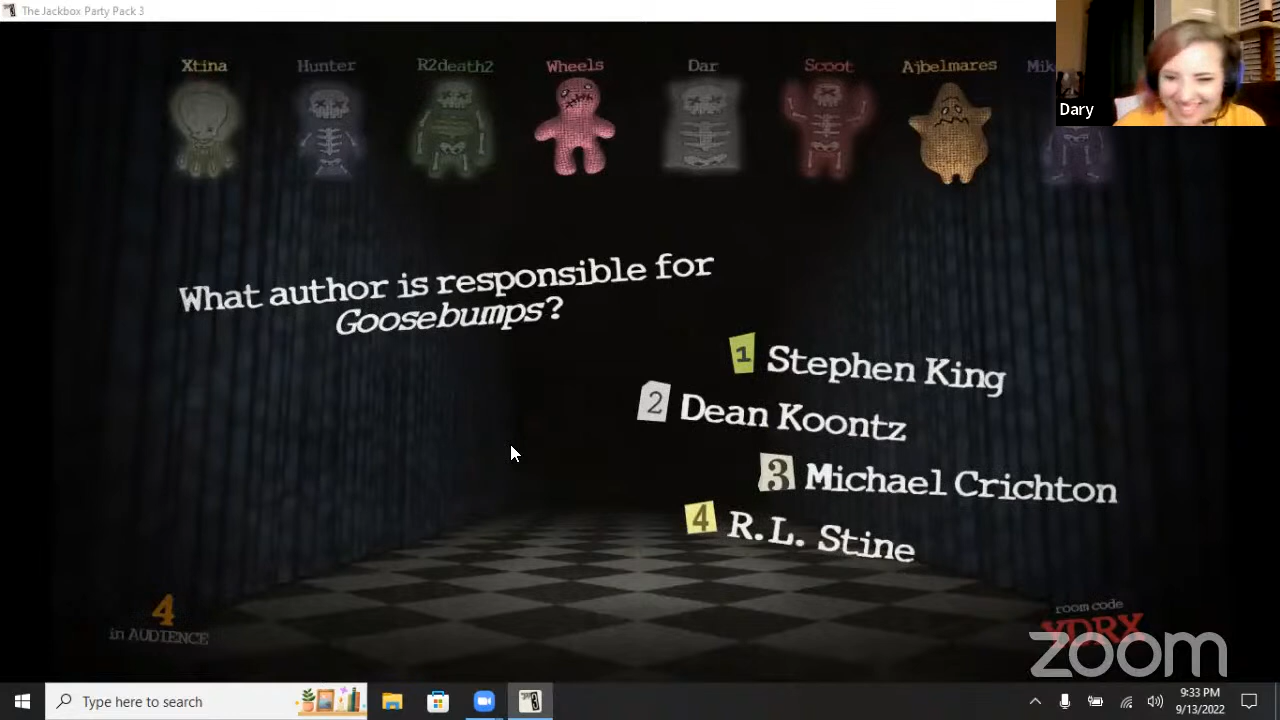 The Jackbox Party Pack 3
Xtina
Hunter
R2death2
Wheels
Dar
Scoot
Ajbelmares
Mik
Dary
What author is responsible for
Goosebumps?
1 Stephen King
2 Dean Koontz
3 Michael Crichton
4 R.L. Stine
4
in AUDIENCE
room code
YDRX
zoom
Type here to search
9:33 PM
9/13/2022